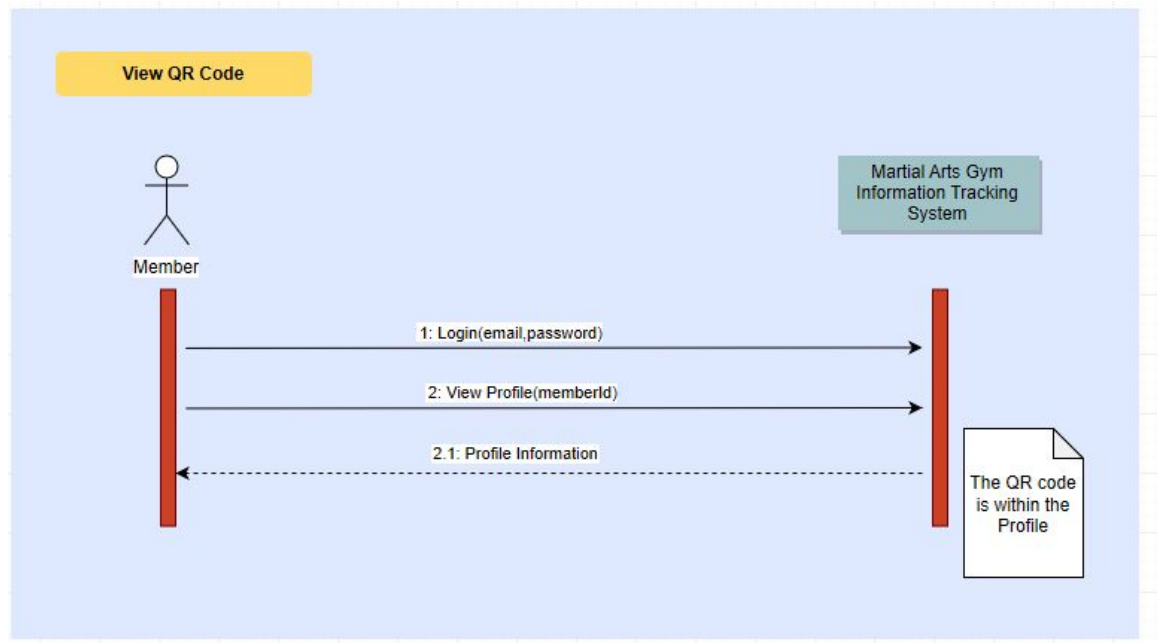 View QR Code
Martial Arts Gym
Information Tracking
System
Member
1: Login(email,password)
2: View Profile(memberId)
2.1: Profile Information
The QR code
is within the
Profile